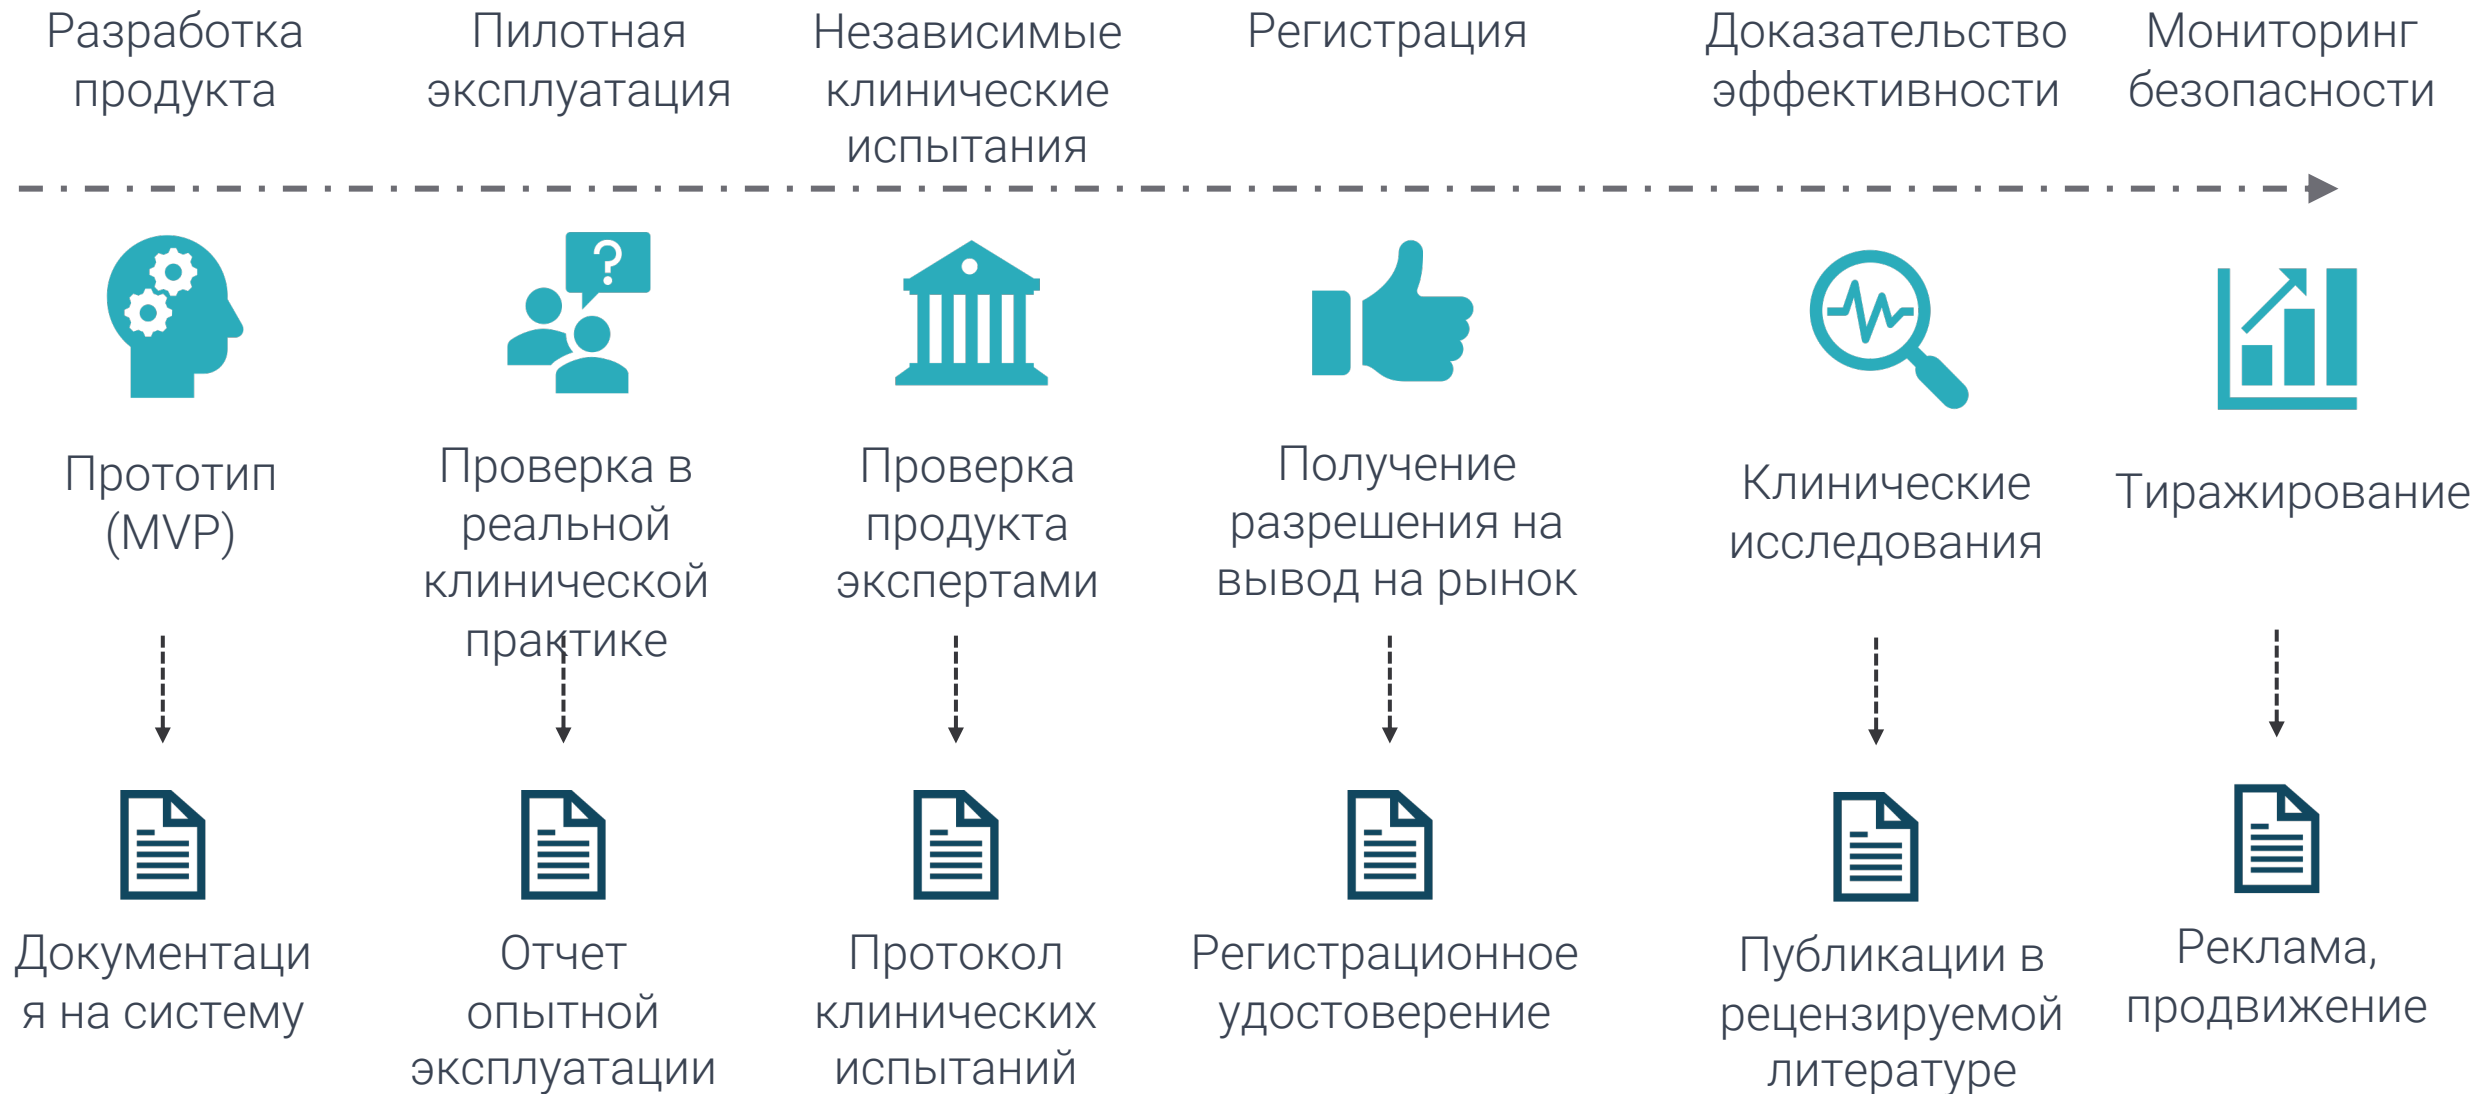 Разработка
продукта
Пилотная
эксплуатация
Независимые
клинические
испытания
Регистрация
Доказательство
эффективности
Мониторинг
безопасности
?
Прототип
(MVP)
Проверка в
реальной
клинической
практике
Проверка
продукта
экспертами
Получение
разрешения на
вывод на рынок
Клинические
исследования
Тиражирование
Документаци
я на систему
Отчет
опытной
эксплуатации
Протокол
клинических
испытаний
Регистрационное
удостоверение
Публикации в
рецензируемой
литературе
Реклама,
продвижение